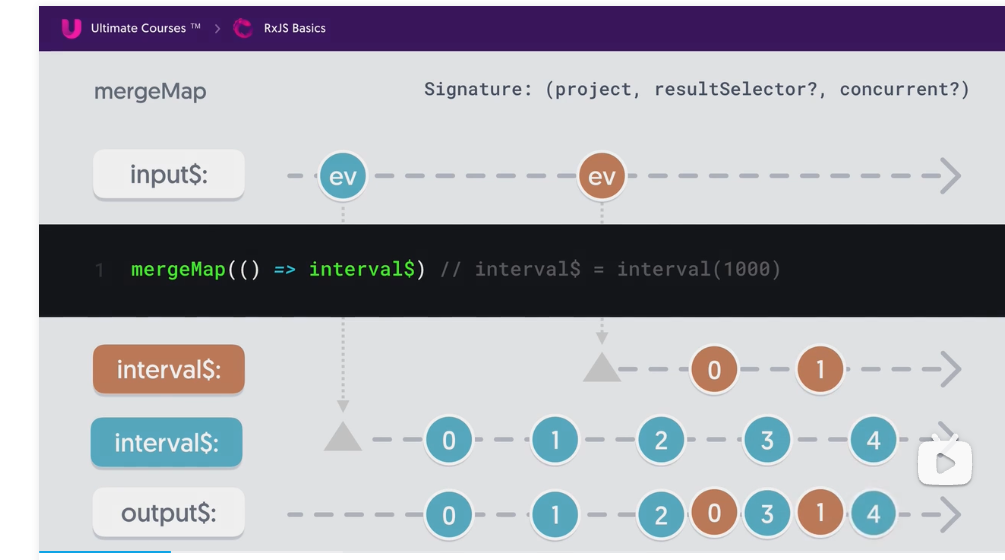 Ultimate Courses ™ > RxJS Basics
mergeMap Signature: (project, resultSelector?, concurrent?)
input$: ev ev
1 mergeMap(() => interval$) // interval$ = interval(1000)
interval$: 0 1
interval$: 0 1 2 3 4
output$: 0 1 2 0 3 1 4